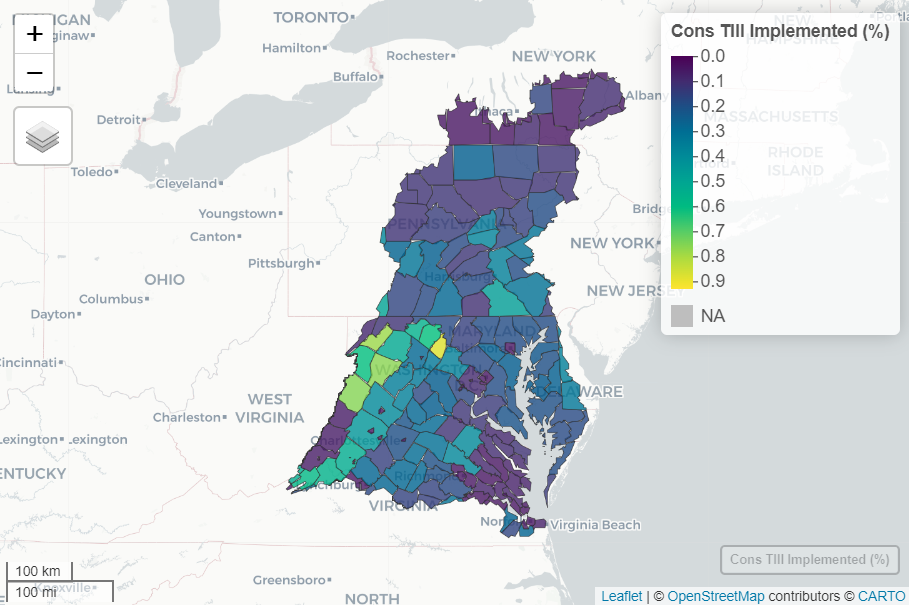 +
−
MICHIGAN
TORONTO
Hamilton
Rochester
NEW YORK
Buffalo
Ithaca
Albany
Lansing
Detroit
Toledo
Cleveland
Youngstown
Canton
PENNSYLVANIA
NEW YORK
Pittsburgh
Harrisburg
OHIO
NEW JERSEY
Columbus
Dayton
MARYLAND
Baltimore
Cincinnati
WASHINGTON
DELAWARE
WEST
VIRGINIA
Charleston
Charlottesville
Lexington
Lexington
KENTUCKY
Richmond
Lynchburg
VIRGINIA
Norfolk
Virginia Beach
Greensboro
Knoxville
NORTH
Cons TIll Implemented (%)
0.0
0.1
0.2
0.3
0.4
0.5
0.6
0.7
0.8
0.9
NA
NEW
HAMPSHIRE
MASSACHUSETTS
RHODE
ISLAND
Portla
100 km
100 mi
Cons TIll Implemented (%)
Leaflet | © OpenStreetMap contributors © CARTO